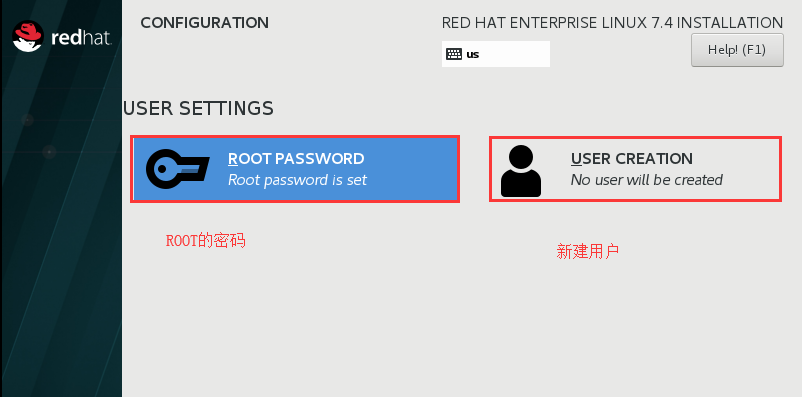 redhat.
CONFIGURATION
RED HAT ENTERPRISE LINUX 7.4 INSTALLATION
us
Help! (F1)
USER SETTINGS
ROOT PASSWORD
Root password is set
USER CREATION
No user will be created
ROOT的密码
新建用户